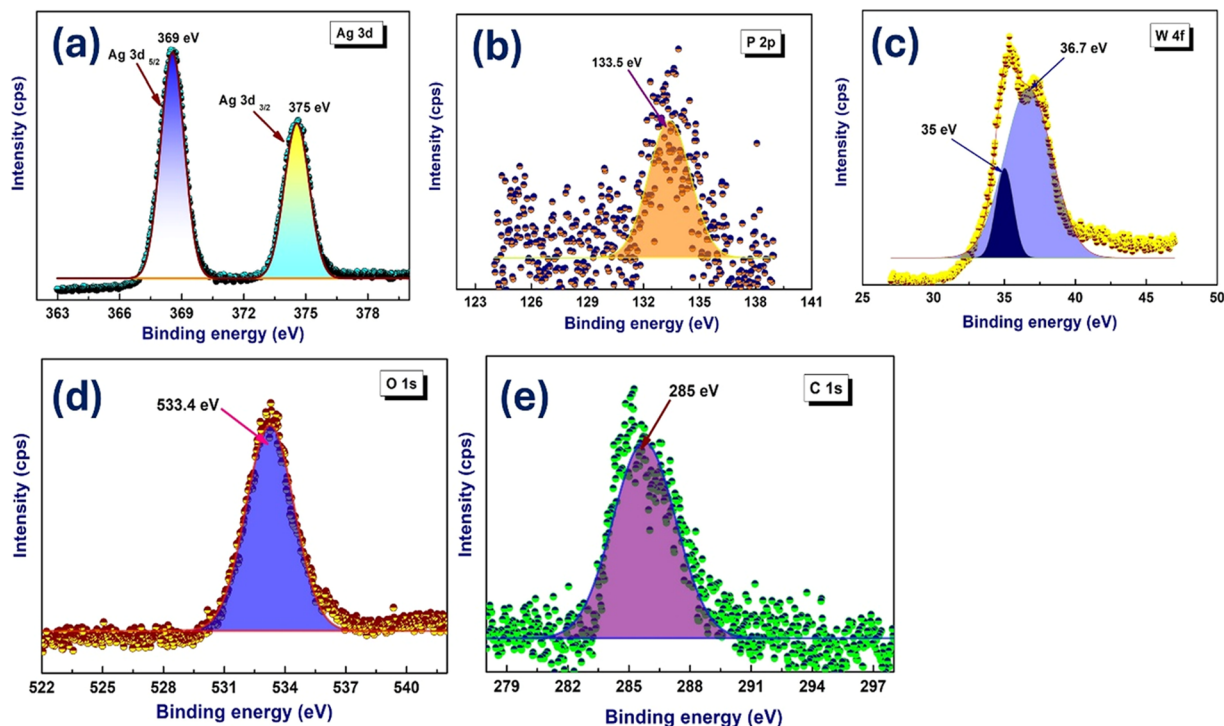 (a)
Ag 3d
369 eV
Ag 3d 5/2
375 eV
Ag 3d 3/2
Intensity (cps)
363 366 369 372 375 378
Binding energy (eV)
(b)
P 2p
133.5 eV
Intensity (cps)
123 126 129 132 135 138 141
Binding energy (eV)
(c)
W 4f
36.7 eV
35 eV
Intensity (cps)
25 30 35 40 45 50
Binding energy (eV)
(d)
O 1s
533.4 eV
Intensity (cps)
522 525 528 531 534 537 540
Binding energy (eV)
(e)
C 1s
285 eV
Intensity (cps)
279 282 285 288 291 294 297
Binding energy (eV)